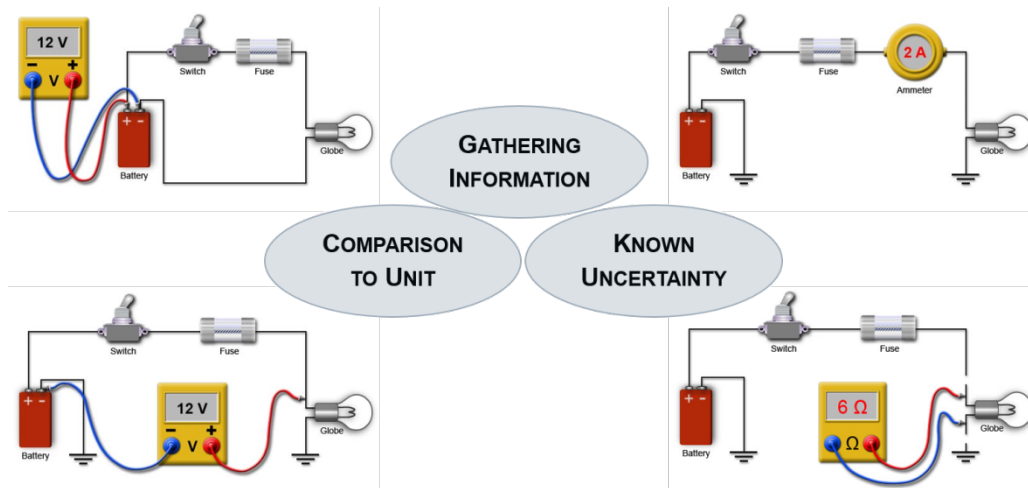 12 V
− V +
Switch
Fuse
+ -
Battery
Globe
2 A
Switch
Fuse
Ammeter
+ -
Battery
Globe
GATHERING
INFORMATION
COMPARISON
TO UNIT
KNOWN
UNCERTAINTY
Switch
Fuse
+ -
Battery
12 V
− V +
Globe
Switch
Fuse
+ -
Battery
6 Ω
Ω
Globe